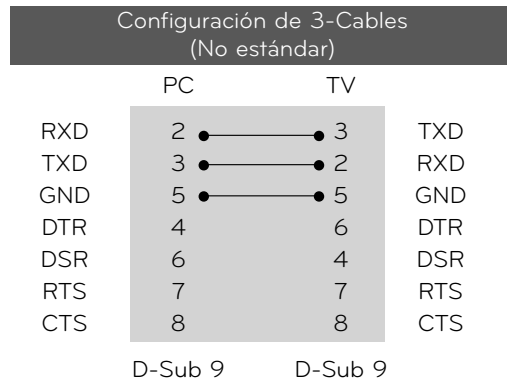 Configuración de 3-Cables
(No estándar)
PC TV
RXD 2 3 TXD
TXD 3 2 RXD
GND 5 5 GND
DTR 4 6 DTR
DSR 6 4 DSR
RTS 7 7 RTS
CTS 8 8 CTS
D-Sub 9 D-Sub 9